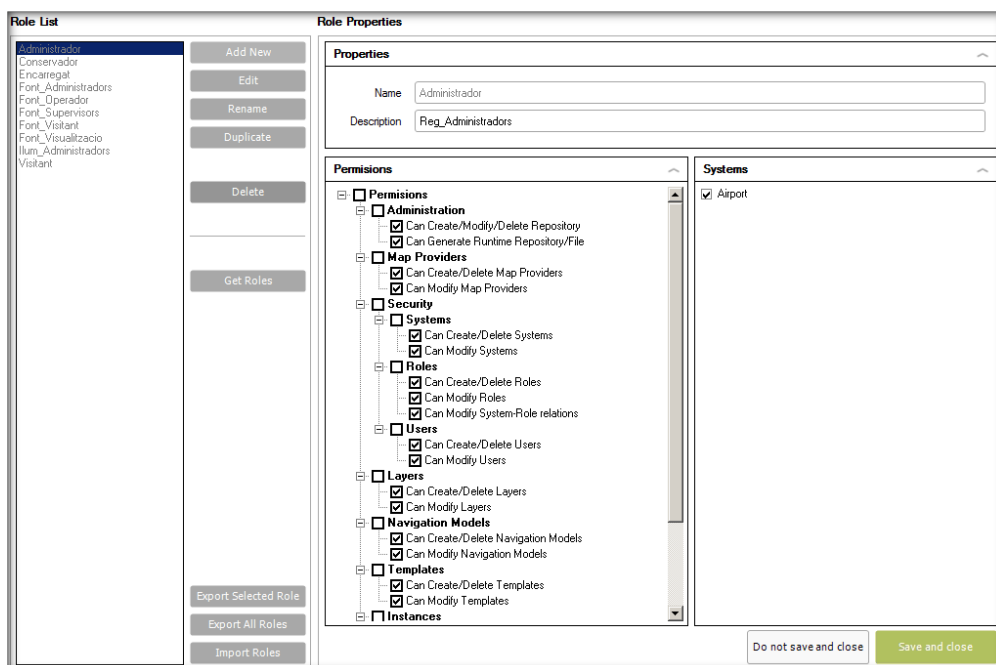 Role List
Administrador
Conservador
Encarregat
Font_Administradors
Font_Operador
Font_Supervisors
Font_Visitant
Font_Visualitzacio
Ilum_Administradors
Visitant
Add New
Edit
Rename
Duplicate
Delete
Get Roles
Export Selected Role
Export All Roles
Import Roles
Role Properties
Properties
Name
Administrador
Description
Reg_Administradors
Permisions
Permisions
Administration
Can Create/Modify/Delete Repository
Can Generate Runtime Repository/File
Map Providers
Can Create/Delete Map Providers
Can Modify Map Providers
Security
Systems
Can Create/Delete Systems
Can Modify Systems
Roles
Can Create/Delete Roles
Can Modify Roles
Can Modify System-Role relations
Users
Can Create/Delete Users
Can Modify Users
Layers
Can Create/Delete Layers
Can Modify Layers
Navigation Models
Can Create/Delete Navigation Models
Can Modify Navigation Models
Templates
Can Create/Delete Templates
Can Modify Templates
Instances
Systems
Airport
Do not save and close
Save and close